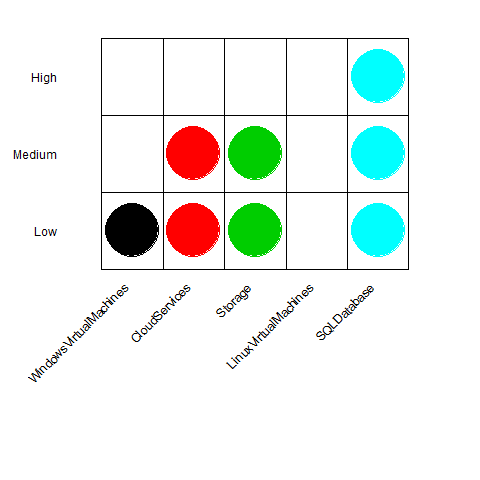 High
Medium
Low
WindowsVirtualMachines
CloudServices
Storage
LinuxVirtualMachines
SQLDatabase